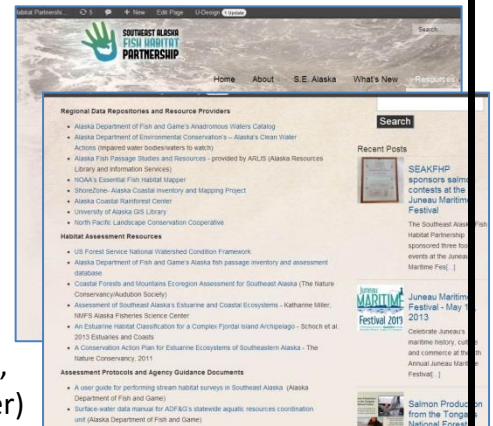 Habitat Partnershi... 5 + New Edit Page U-Design 1 Update
Search...
SOUTHEAST ALASKA
FISH HABITAT
PARTNERSHIP
Home About S.E. Alaska What's New Resources
Regional Data Repositories and Resource Providers
Alaska Department of Fish and Game's Anadromous Waters Catalog
Alaska Department of Environmental Conservation's – Alaska's Clean Water
Actions (Impaired water bodies/waters to watch)
Alaska Fish Passage Studies and Resources - provided by ARLIS (Alaska Resources
Library and Information Services)
NOAA's Essential Fish Habitat Mapper
ShoreZone- Alaska Coastal Inventory and Mapping Project
Alaska Coastal Rainforest Center
University of Alaska GIS Library
North Pacific Landscape Conservation Cooperative
Habitat Assessment Resources
US Forest Service National Watershed Condition Framework
Alaska Department of Fish and Game's Alaska fish passage inventory and assessment
database
Coastal Forests and Mountains Ecoregion Assessment for Southeast Alaska (The Nature
Conservancy/Audubon Society)
Assessment of Southeast Alaska's Estuarine and Coastal Ecosystems - Katharine Miller,
NMFS Alaska Fisheries Science Center
An Estuarine Habitat Classification for a Complex Fjordal Island Archipelago - Schoch et al.
2013 Estuaries and Coasts
A Conservation Action Plan for Estuarine Ecosystems of Southeastern Alaska - The
Nature Conservancy, 2011
Assessment Protocols and Agency Guidance Documents
A user guide for performing stream habitat surveys in Southeast Alaska (Alaska
Department of Fish and Game)
Surface-water data manual for ADF&G's statewide aquatic resources coordination
unit (Alaska Department of Fish and Game)
Search
Recent Posts
SEAKFHP
sponsors salmo
contests at the
Juneau Maritim
Festival
The Southeast Alaska Fish
Habitat Partnership
sponsored three foo
events at the Juneau
Maritime Fes[...]
Juneau
MARITIME
Festival 2013
Juneau Maritim
Festival - May 1
2013
Celebrate Juneau's
maritime history, cultu
and commerce at the th
Annual Juneau Maritim
Festival[...]
Salmon Production
from the Tongas
National Forest
,
er)